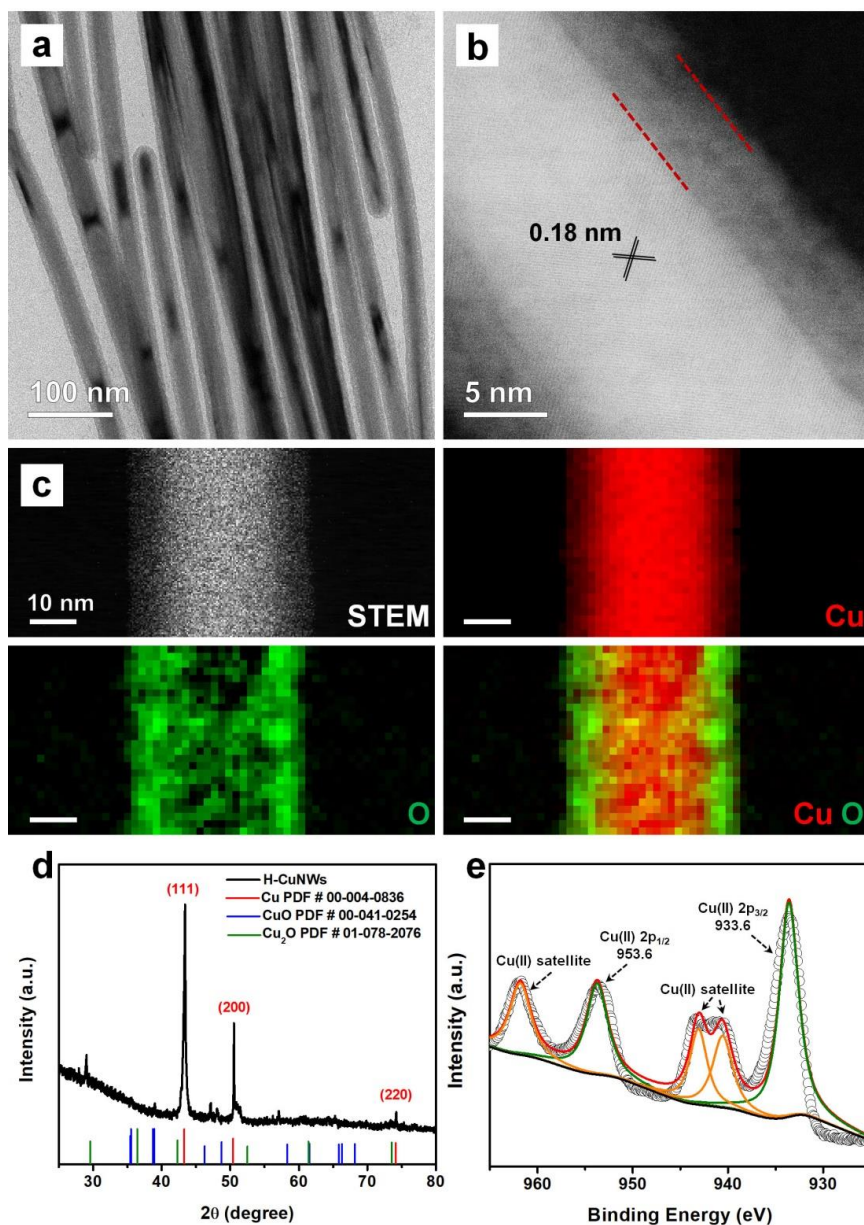 a
100 nm
b
0.18 nm
5 nm
c
10 nm
STEM
Cu
O
Cu O
d
H-CuNWs
Cu PDF # 00-004-0836
CuO PDF # 00-041-0254
Cu₂O PDF # 01-078-2076
(111)
(200)
(220)
Intensity (a.u.)
30 40 50 60 70 80
2θ (degree)
e
Cu(II) 2p₃/₂
933.6
Cu(II) 2p₁/₂
953.6
Cu(II) satellite
Cu(II) satellite
Intensity (a.u.)
960 950 940 930
Binding Energy (eV)